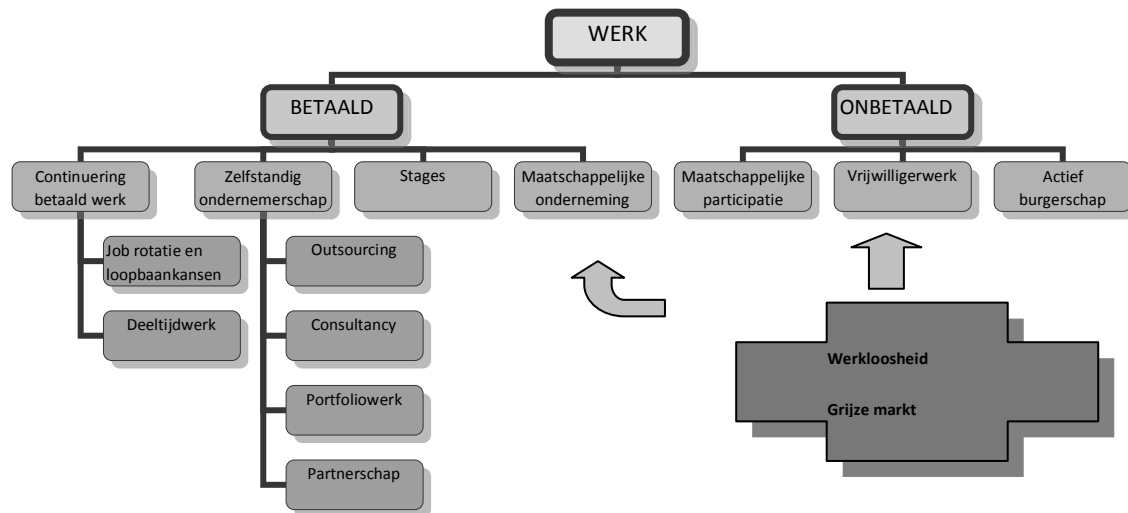 WERK
BETAALD
ONBETAALD
Continuering
betaald werk
Zelfstandig
ondernemerschap
Stages
Maatschappelijke
onderneming
Maatschappelijke
participatie
Vrijwilligerwerk
Actief
burgerschap
Job rotatie en
loopbaankansen
Deeltijdwerk
Outsourcing
Consultancy
Portfoliowerk
Partnerschap
Werkloosheid
Grijze markt